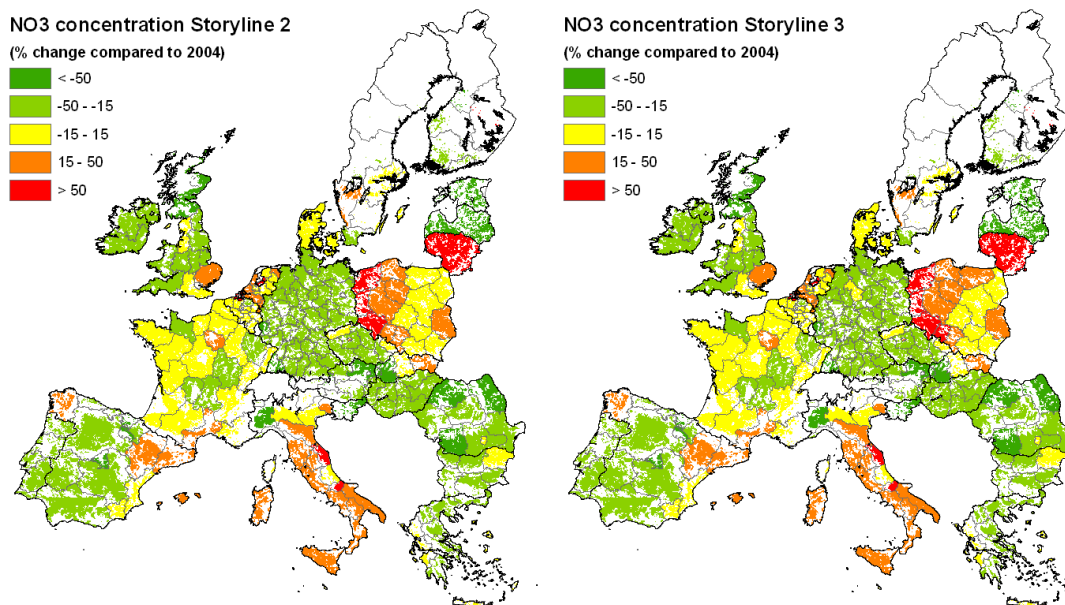 NO3 concentration Storyline 2
(% change compared to 2004)
< -50
-50 - -15
-15 - 15
15 - 50
> 50
NO3 concentration Storyline 3
(% change compared to 2004)
< -50
-50 - -15
-15 - 15
15 - 50
> 50